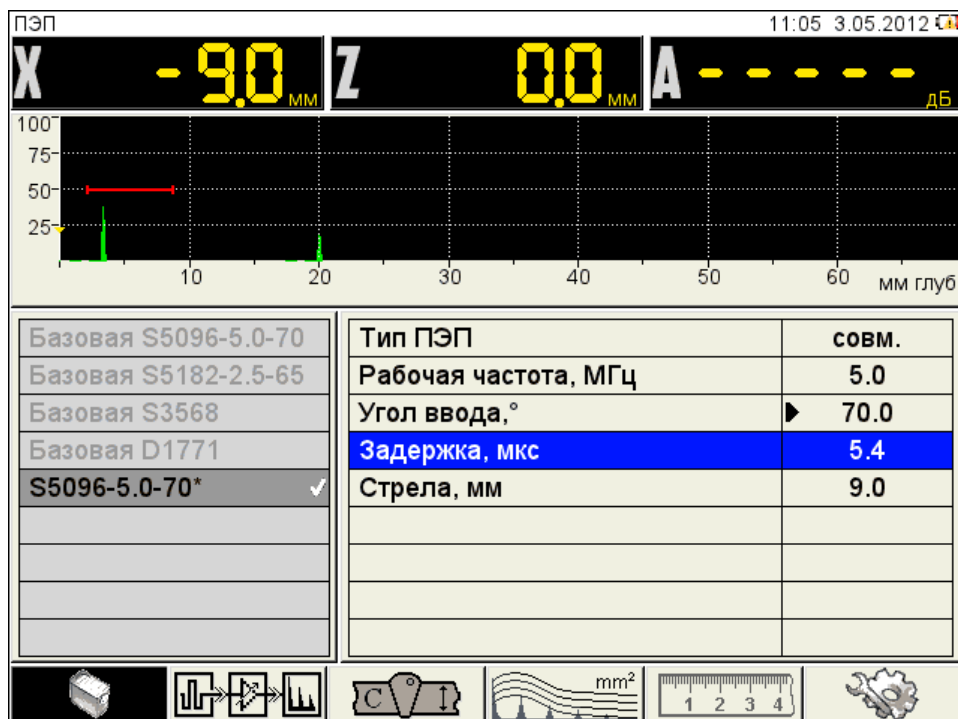 ПЭП 11:05 3.05.2012
X -9.0 мм Z 0.0 мм A ----- дБ
100
75
50
25
10 20 30 40 50 60 мм глуб
Базовая S5096-5.0-70
Базовая S5182-2.5-65
Базовая S3568
Базовая D1771
S5096-5.0-70*
Тип ПЭП совм.
Рабочая частота, МГц 5.0
Угол ввода,° 70.0
Задержка, мкс 5.4
Стрела, мм 9.0
C mm² 1 2 3 4